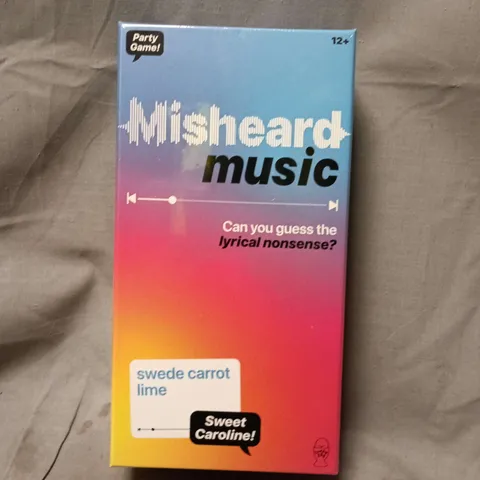 Party
Game!
12+
Misheard
music
Can you guess the
lyrical nonsense?
swede carrot
lime
Sweet
Caroline!